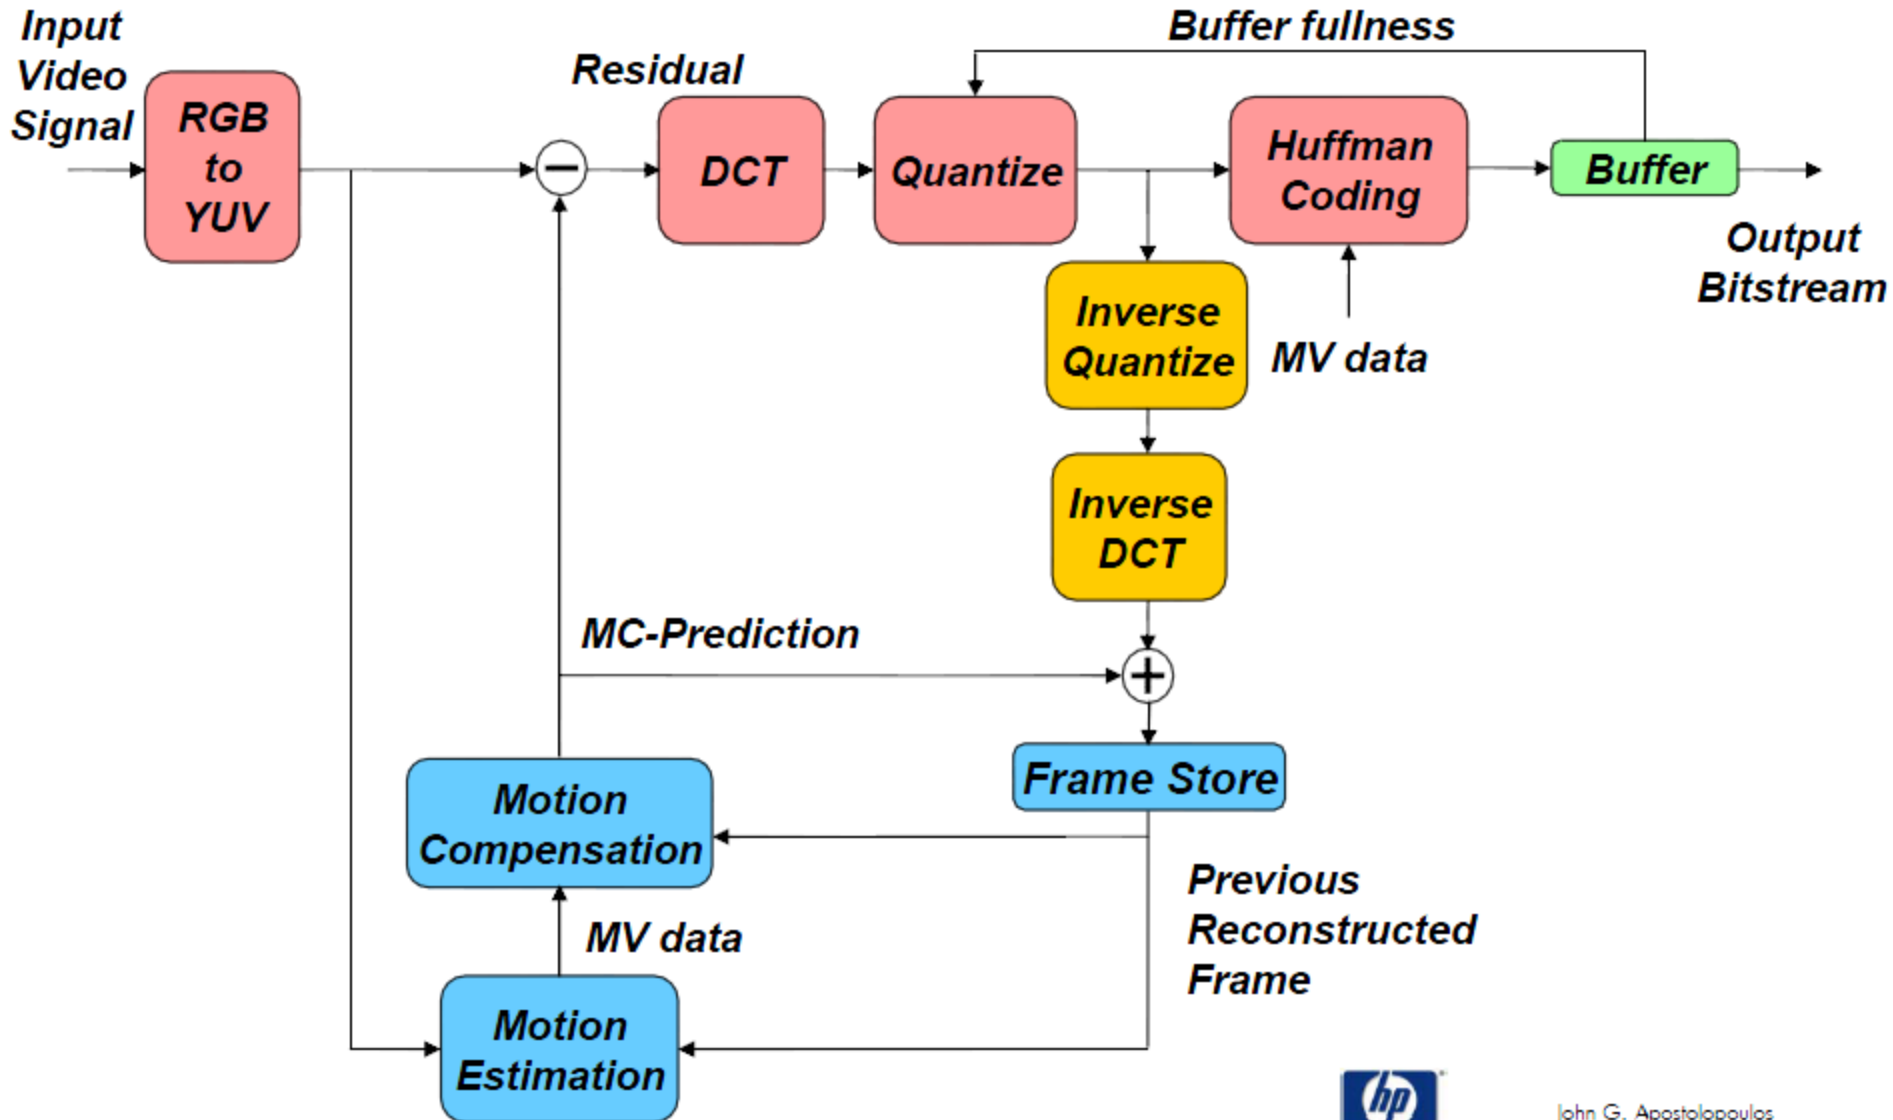 Input
Video
Signal
RGB
to
YUV
Residual
DCT
Quantize
Buffer fullness
Huffman
Coding
Buffer
Output
Bitstream
Inverse
Quantize
MV data
Inverse
DCT
MC-Prediction
Frame Store
Motion
Compensation
Previous
Reconstructed
Frame
MV data
Motion
Estimation
hp
John G. Apostolopoulos